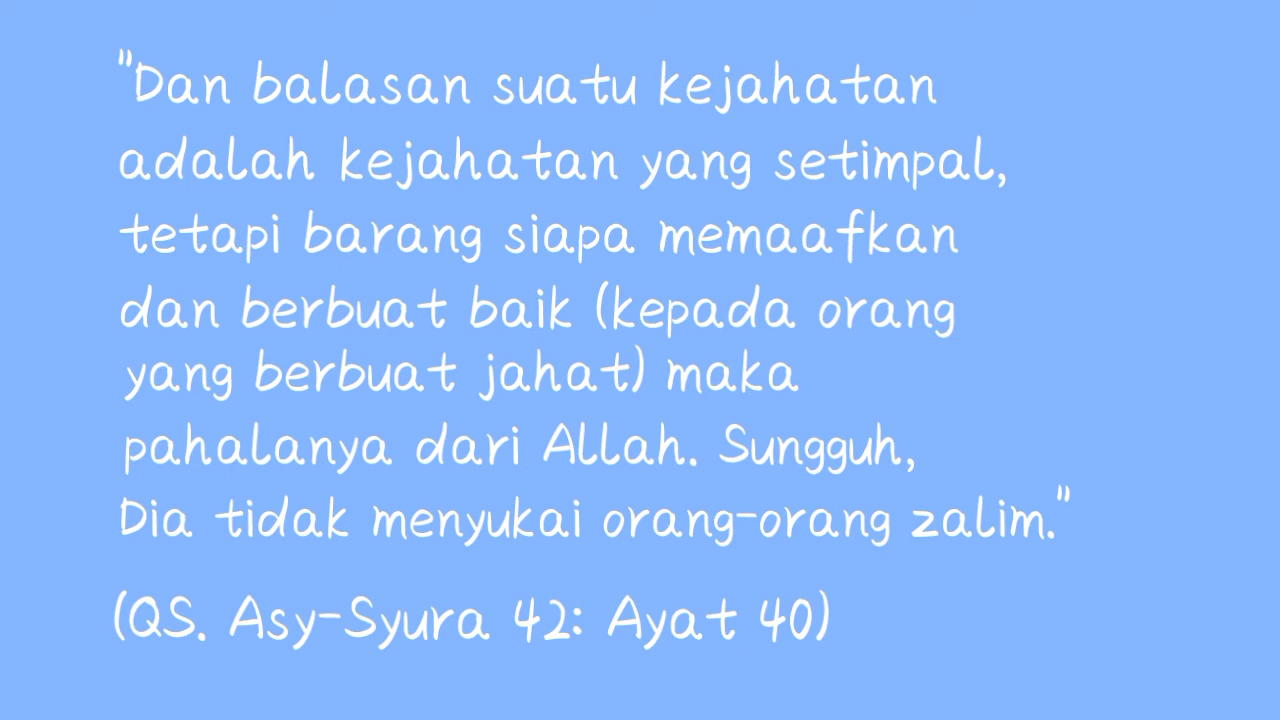 "Dan balasan suatu kejahatan
adalah kejahatan yang setimpal,
tetapi barang siapa memaafkan
dan berbuat baik (kepada orang
yang berbuat jahat) maka
pahalanya dari Allah. Sungguh,
Dia tidak menyukai orang-orang zalim."
(QS. Asy-Syura 42: Ayat 40)